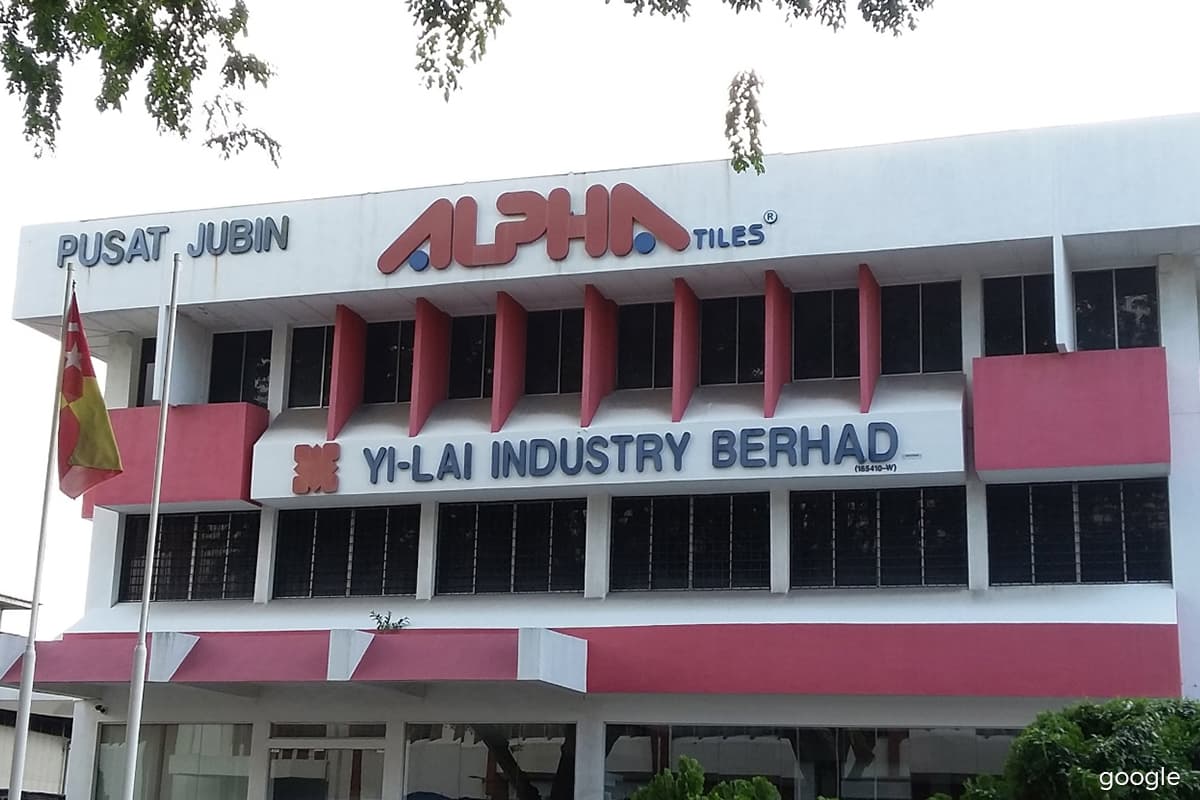 PUSAT JUBIN
ALPHA TILES®
YI-LAI INDUSTRY BERHAD
(165410-W)
google